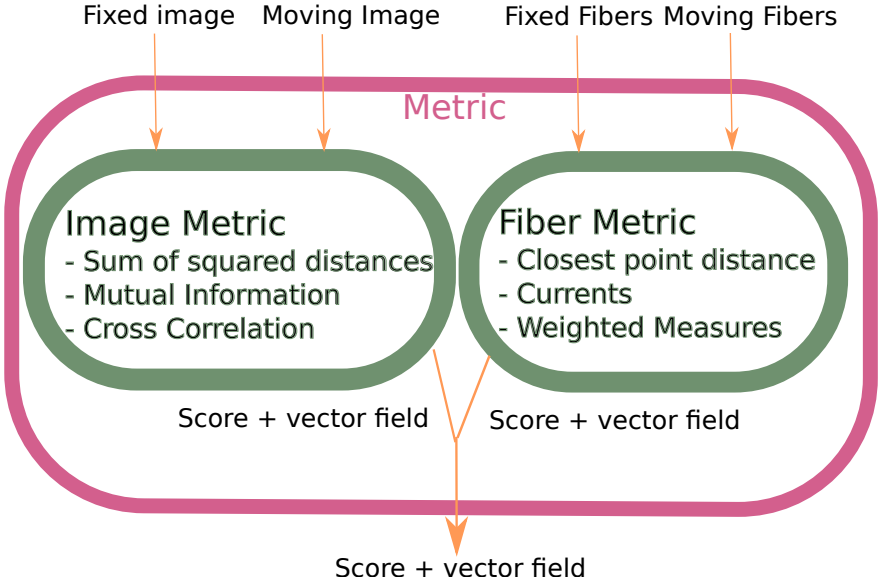 Fixed image
Moving Image
Fixed Fibers
Moving Fibers
Metric
Image Metric
- Sum of squared distances
- Mutual Information
- Cross Correlation
Fiber Metric
- Closest point distance
- Currents
- Weighted Measures
Score + vector field
Score + vector field
Score + vector field